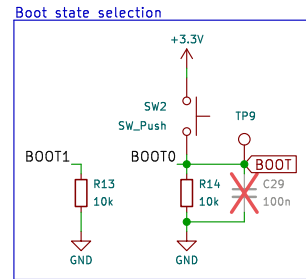 Boot state selection
+3.3V
SW2
SW_Push
TP9
BOOT1
BOOT0
BOOT
R13
10k
R14
10k
C29
100n
GND
GND